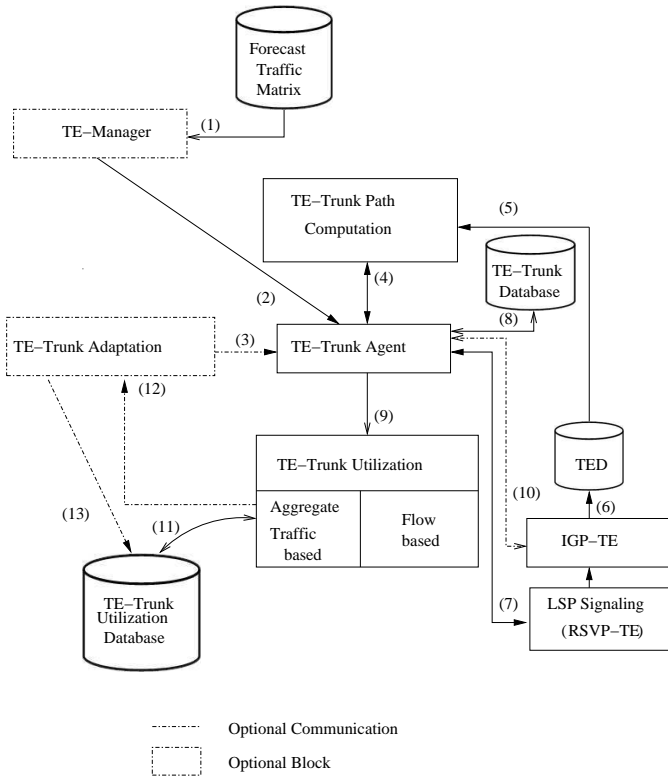 Forecast
Traffic
Matrix
TE−Manager
(1)
TE−Trunk Path
Computation
(5)
(4)
TE−Trunk
Database
(2)
(8)
TE−Trunk Adaptation
(3)
TE−Trunk Agent
(12)
(9)
TE−Trunk Utilization
TED
(10)
(6)
(13)
(11)
Aggregate
Traffic
based
Flow
based
IGP−TE
TE−Trunk
Utilization
Database
(7)
LSP Signaling
(RSVP−TE)
Optional Communication
Optional Block